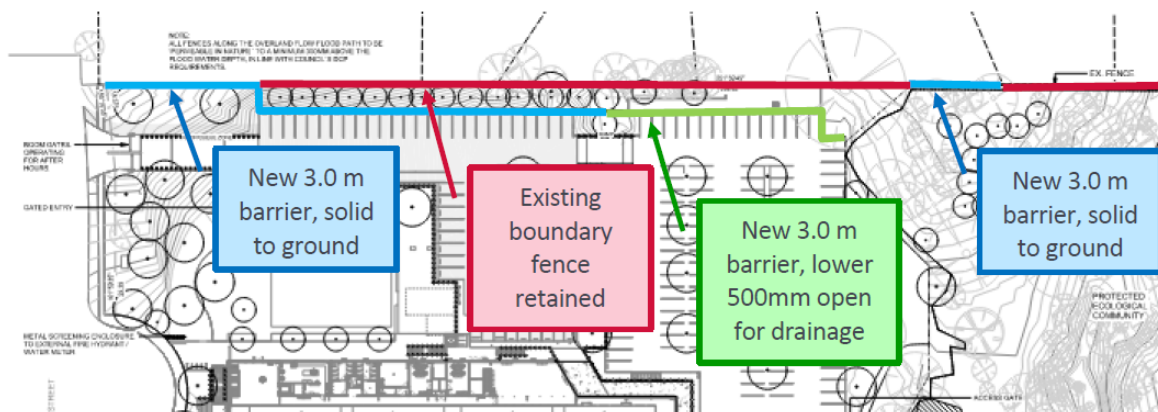 NOTE:
ALL FENCES ALONG THE OVERLAND FLOW FLOOD PATH TO BE
'PERMEABLE IN NATURE' TO A MINIMUM 300MM ABOVE THE
FLOOD WATER DEPTH, IN LINE WITH COUNCIL'S DCP
REQUIREMENTS.
EX. FENCE
BOOM GATES,
OPERATING
FOR AFTER
HOURS
GATED ENTRY
New 3.0 m
barrier, solid
to ground
Existing
boundary
fence
retained
New 3.0 m
barrier, lower
500mm open
for drainage
New 3.0 m
barrier, solid
to ground
PROTECTED
ECOLOGICAL
COMMUNITY
METAL SCREENING ENCLOSURE
TO EXTERNAL FIRE HYDRANT/
WATER METER
STREET
ACCESS GATE